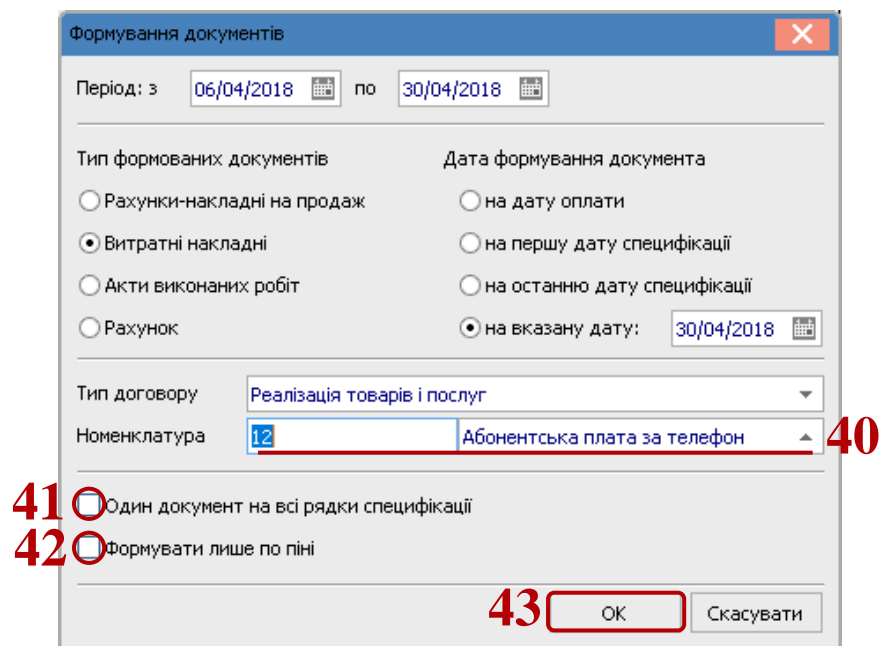 Формування документів
Період: з 06/04/2018 по 30/04/2018
Тип формованих документів Дата формування документа
Рахунки-накладні на продаж на дату оплати
Витратні накладні на першу дату специфікації
Акти виконаних робіт на останню дату специфікації
Рахунок на вказану дату: 30/04/2018
Тип договору Реалізація товарів і послуг
Номенклатура 12 Абонентська плата за телефон 40
41 Один документ на всі рядки специфікації
42 Формувати лише по піні
43 OK Скасувати